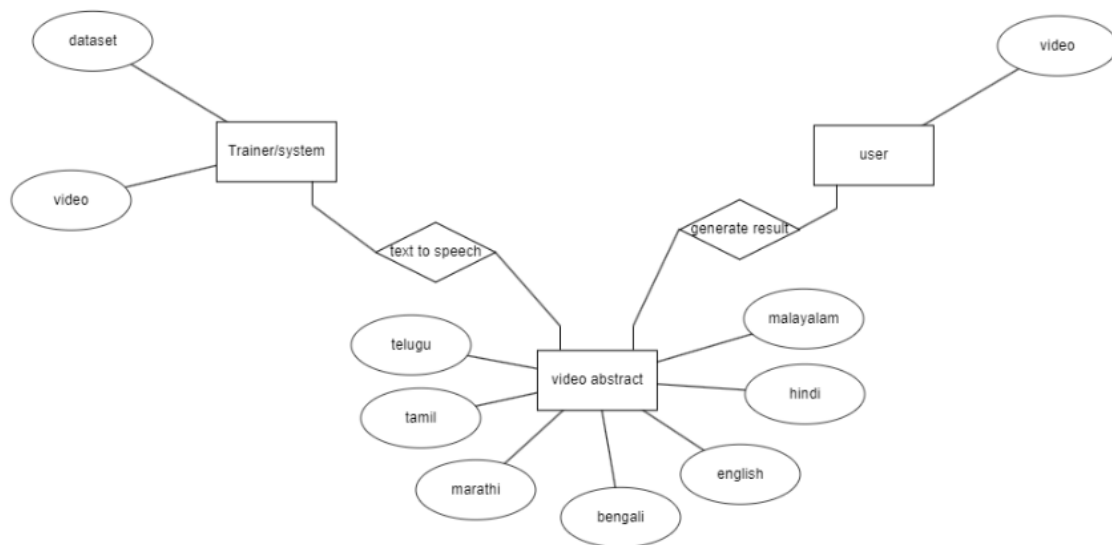 dataset
video
Trainer/system
user
video
generate result
text to speech
malayalam
telugu
video abstract
hindi
tamil
english
marathi
bengali